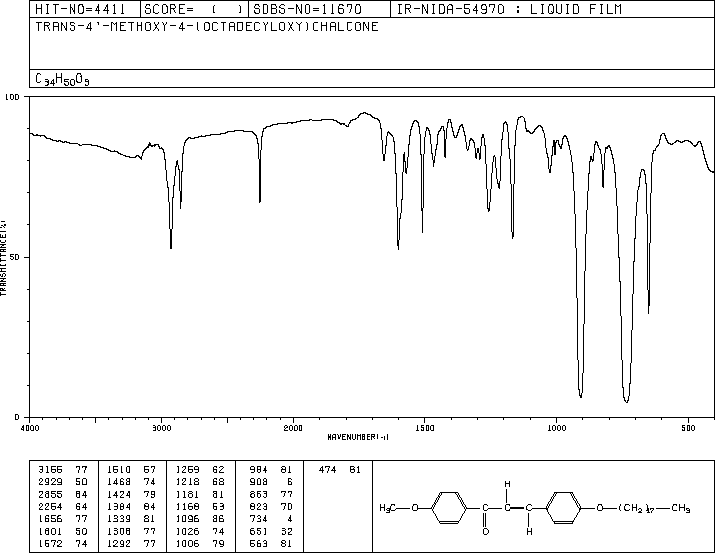 HIT-NO=4411 SCORE= ( ) SDBS-NO=11670 IR-NIDA-54970 : LIQUID FILM
TRANS-4'-METHOXY-4-(OCTADECYLOXY)CHALCONE
C34H50O3
100
50
0
TRANSMITTANCE(%)
4000 3000 2000 1500 1000 500
WAVENUMBER(-1)
3155 77 1510 57 1259 62 984 81 474 81
2929 50 1468 74 1218 68 908 6
2855 64 1424 79 1181 81 863 77
2254 64 1384 84 1168 53 823 70
1656 77 1339 81 1096 86 734 4
1601 50 1308 77 1026 74 651 32
1572 74 1292 77 1006 79 563 81
H
CH3 O O (CH2)17 CH3
O H